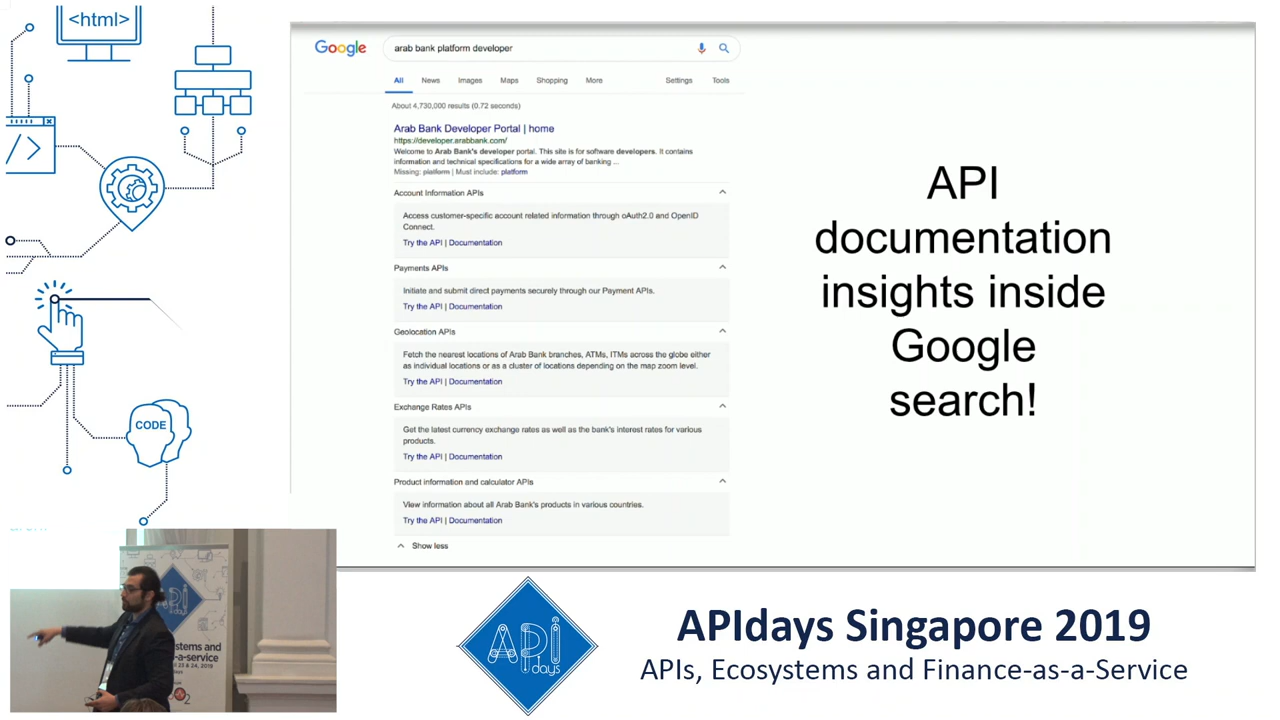 <html>
</>
CODE
Google
arab bank platform developer
All News Images Maps Shopping More Settings Tools
About 4,730,000 results (0.72 seconds)
Arab Bank Developer Portal | home
https://developer.arabbank.com/
Welcome to Arab Bank's developer portal. This site is for software developers. It contains
information and technical specifications for a wide array of banking ...
Missing: platform | Must include: platform
Account Information APIs
Access customer-specific account related information through oAuth2.0 and OpenID
Connect.
Try the API | Documentation
Payments APIs
Initiate and submit direct payments securely through our Payment APIs.
Try the API | Documentation
Geolocation APIs
Fetch the nearest locations of Arab Bank branches, ATMs, ITMs across the globe either
as individual locations or as a cluster of locations depending on the map zoom level.
Try the API | Documentation
Exchange Rates APIs
Get the latest currency exchange rates as well as the bank's interest rates for various
products.
Try the API | Documentation
Product information and calculator APIs
View information about all Arab Bank's products in various countries.
Try the API | Documentation
Show less
API
documentation
insights inside
Google
search!
API
stems and
-a-service
23 & 24, 2019
API
days
APIdays Singapore 2019
APIs, Ecosystems and Finance-as-a-Service